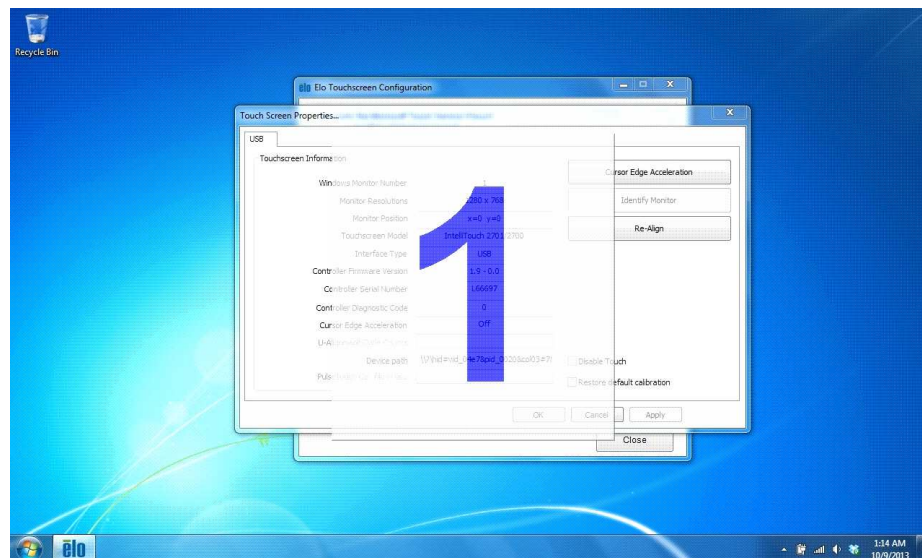 Recycle Bin
elo Elo Touchscreen Configuration
Touch Screen Properties...
USB
Touchscreen Information
Windows Monitor Number 1
Monitor Resolutions 1280 x 768
Monitor Position x=0 y=0
Touchscreen Model IntelliTouch 2701/2700
Interface Type USB
Controller Firmware Version 1.9 - 0.0
Controller Serial Number L66697
Controller Diagnostic Code 0
Cursor Edge Acceleration Off
Device path
Cursor Edge Acceleration
Identify Monitor
Re-Align
Disable Touch
Restore default calibration
1
OK Cancel Apply
Close
elo
1:14 AM
10/9/2013